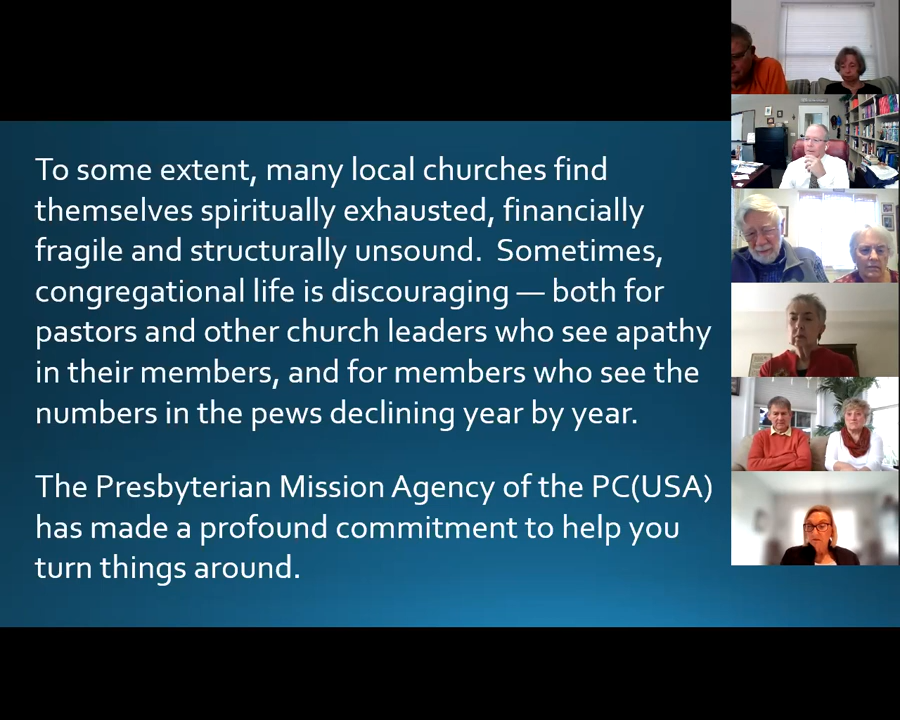 To some extent, many local churches find
themselves spiritually exhausted, financially
fragile and structurally unsound.  Sometimes,
congregational life is discouraging — both for
pastors and other church leaders who see apathy
in their members, and for members who see the
numbers in the pews declining year by year.
The Presbyterian Mission Agency of the PC(USA)
has made a profound commitment to help you
turn things around.